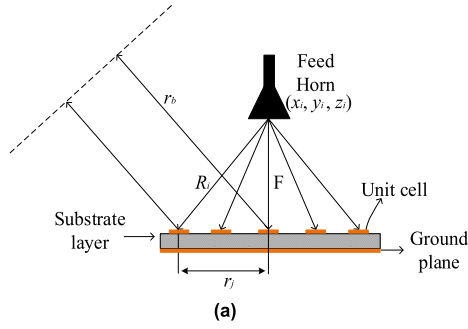 Feed
Horn
(xi, yi, zi)
rb
Ri
F
Unit cell
Substrate
layer
Ground
plane
rj
(a)